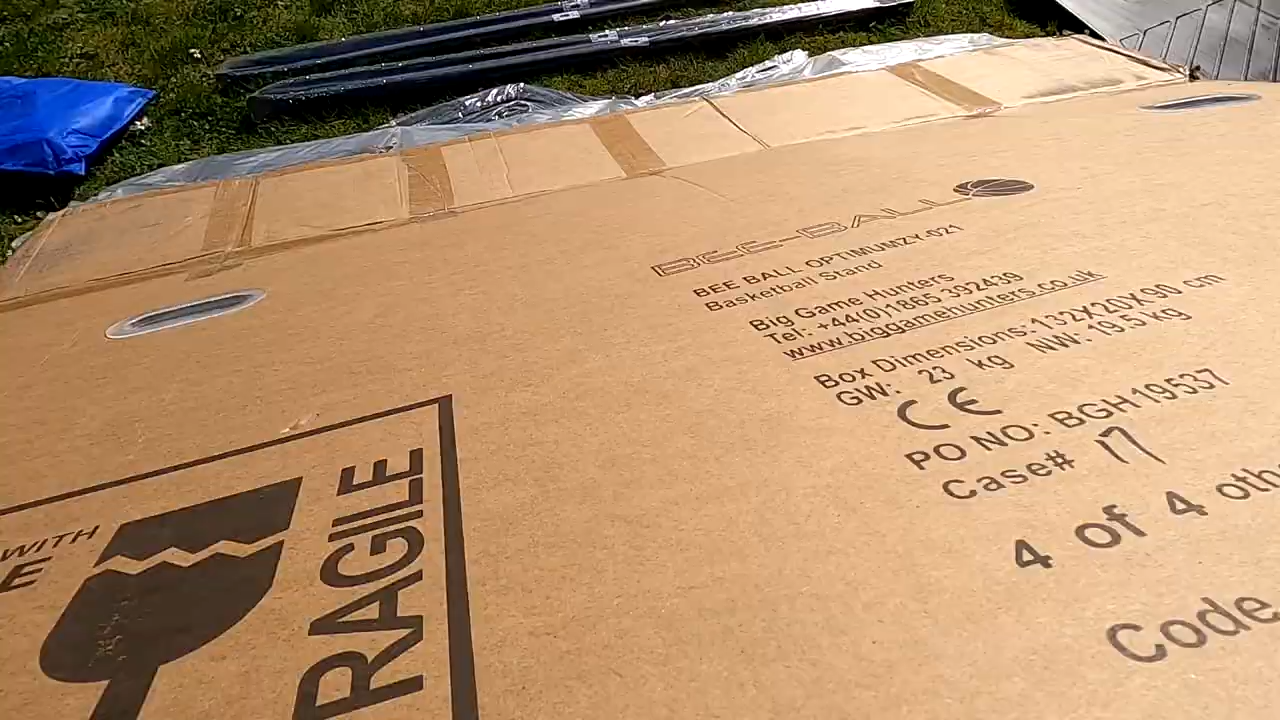 BEE-BALL
BEE BALL OPTIMUMZY-021
Basketball Stand
Big Game Hunters
Tel: +44(0)1865 392439
www.biggamehunters.co.uk
Box Dimensions: 132X20X90 cm
GW: 23 kg NW: 19.5 kg
CE
PO NO: BGH19537
Case# 17
4 of 4
Code
WITH
FRAGILE